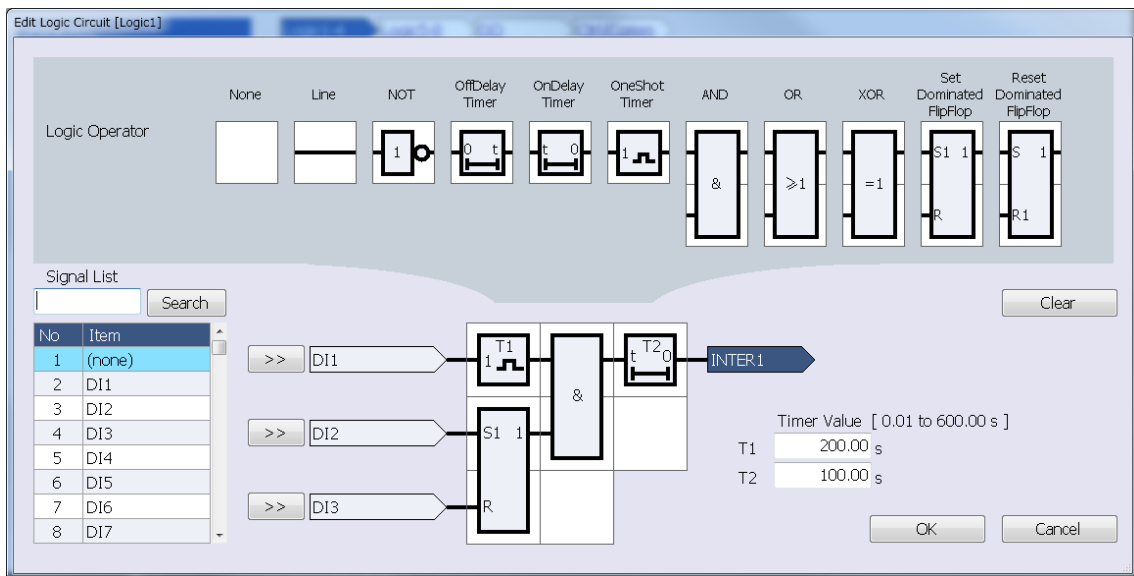 Edit Logic Circuit [Logic1]
Logic Operator
None
Line
NOT
OffDelay
Timer
OnDelay
Timer
OneShot
Timer
AND
OR
XOR
Set
Dominated
FlipFlop
Reset
Dominated
FlipFlop
1
0 t
t 0
1
&
≥1
=1
S1 1
R
S 1
R1
Signal List
Search
Clear
No Item
1 (none)
2 DI1
3 DI2
4 DI3
5 DI4
6 DI5
7 DI6
8 DI7
>> DI1
>> DI2
>> DI3
T1
1
S1 1
R
&
T2
t 0
INTER1
Timer Value [ 0.01 to 600.00 s ]
T1 200.00 s
T2 100.00 s
OK
Cancel